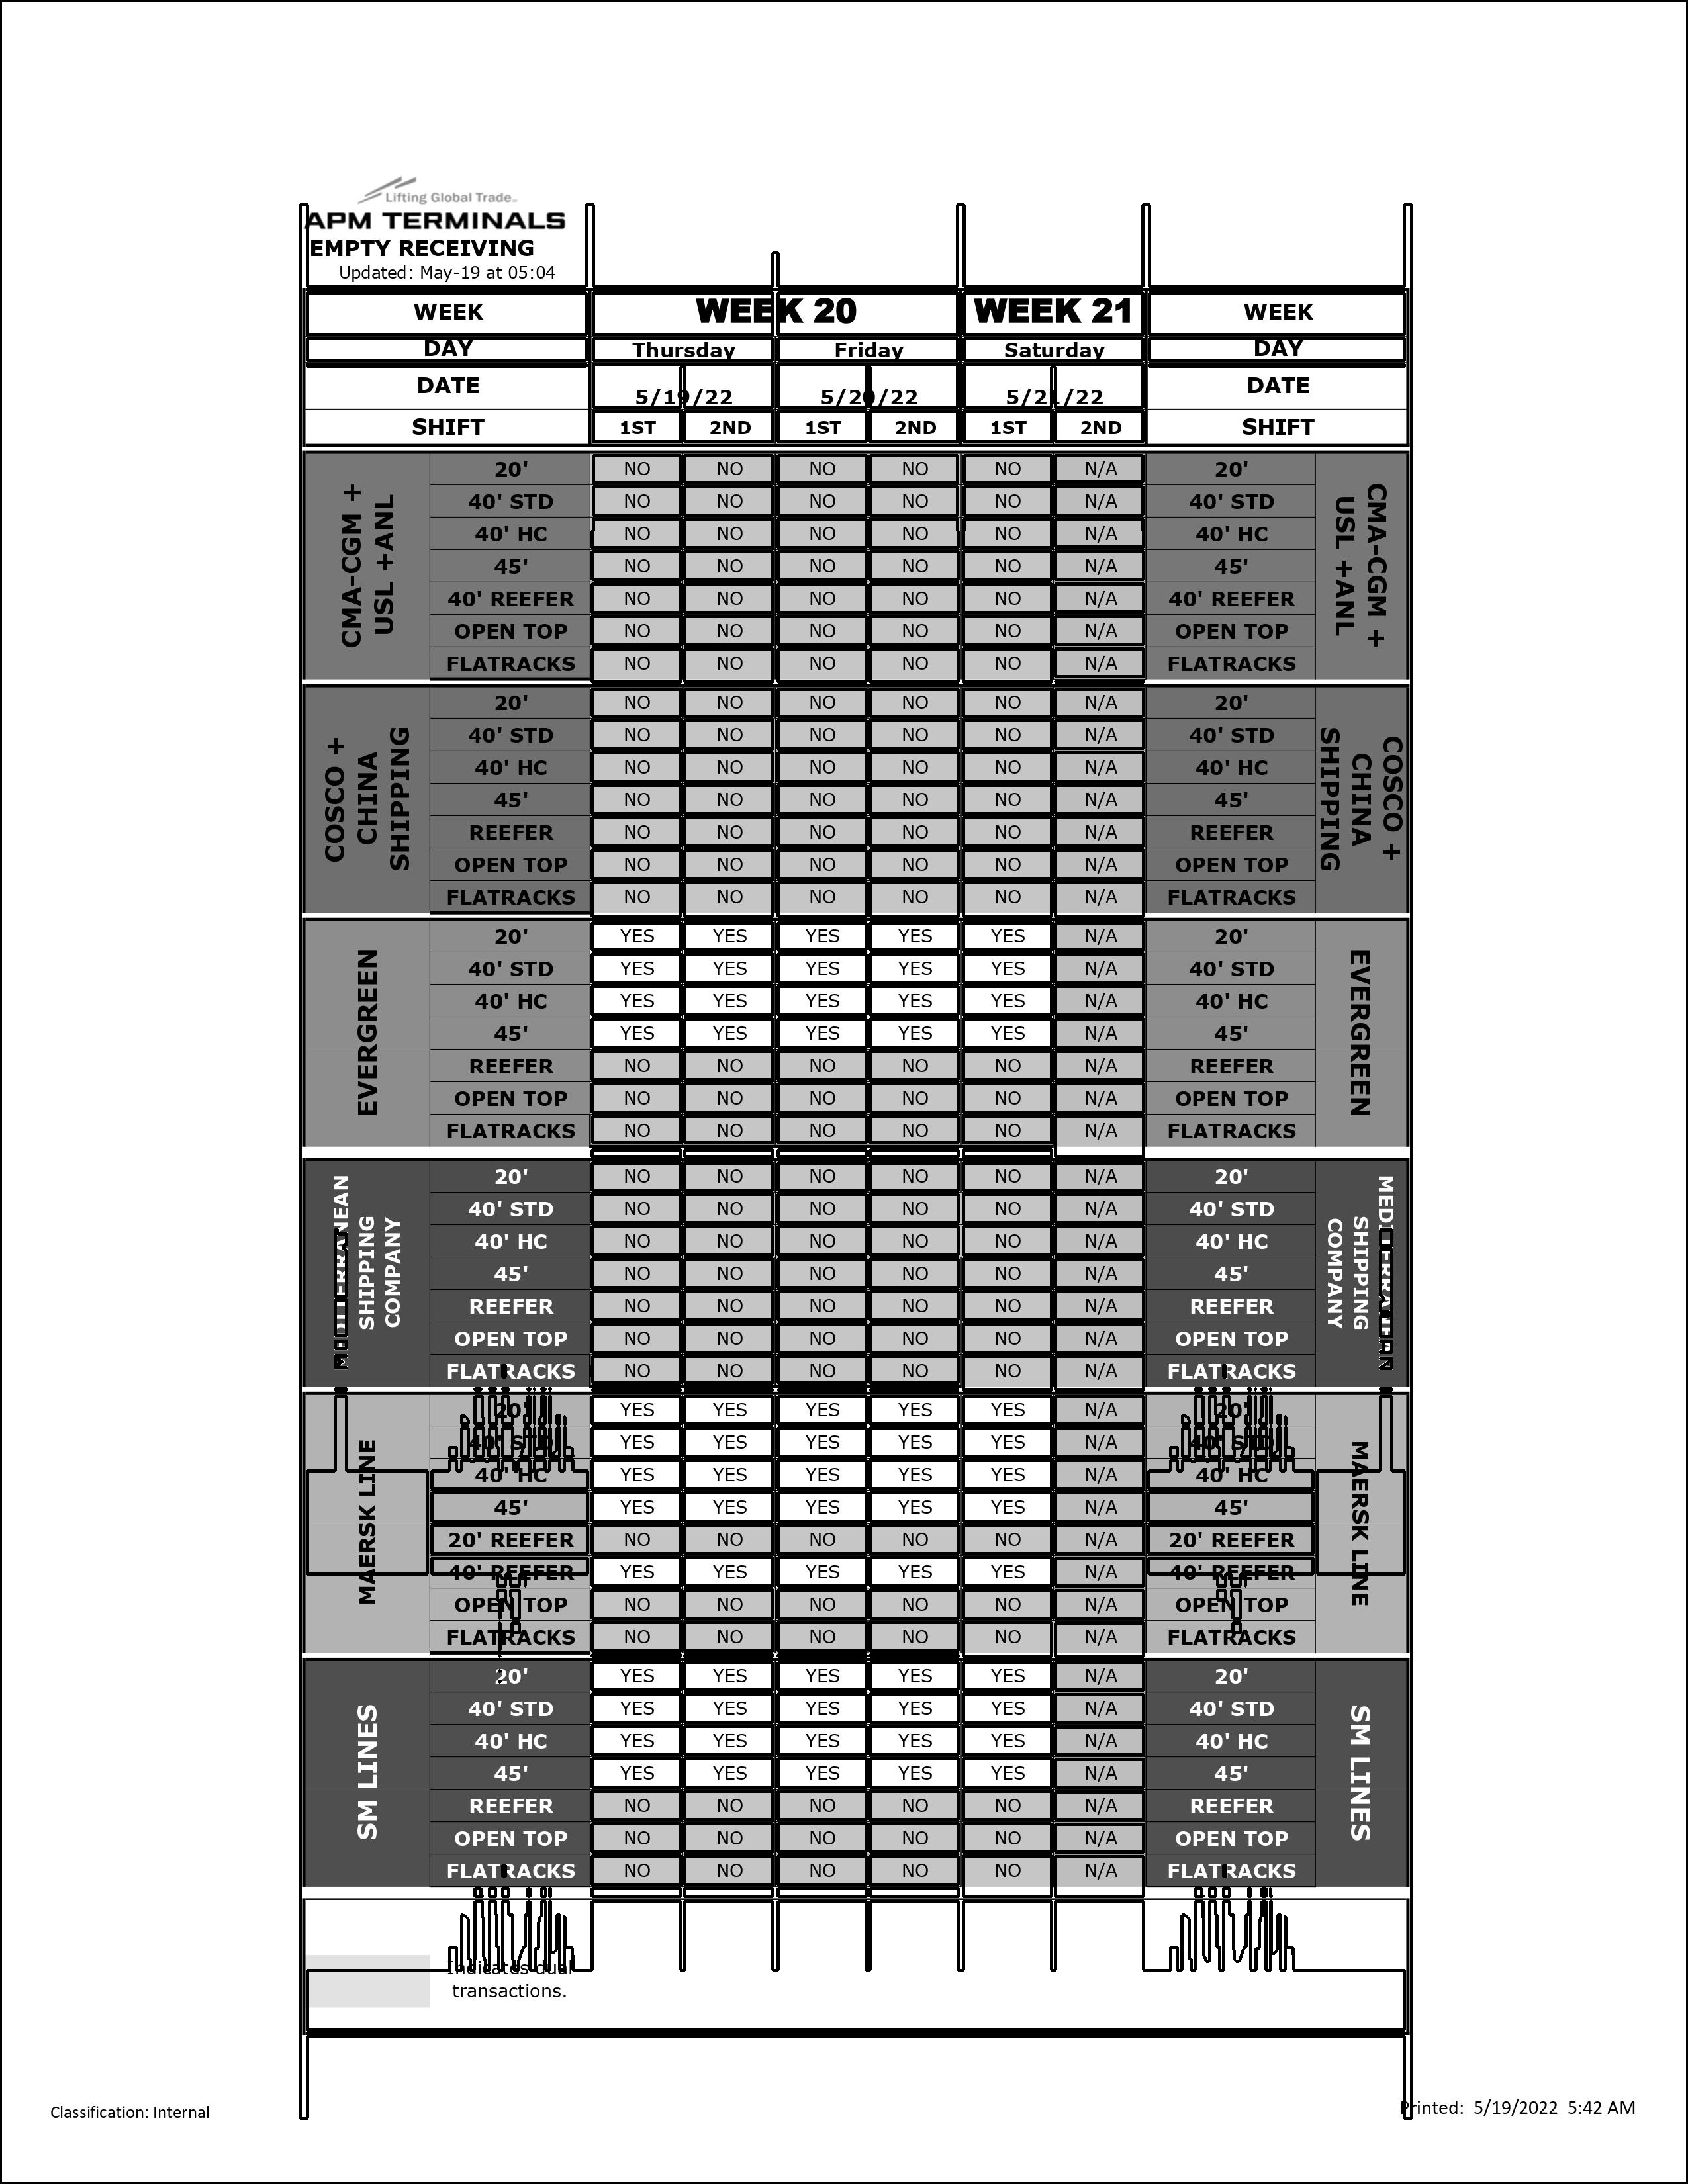 Lifting Global Trade.
APM TERMINALS
EMPTY RECEIVING
Updated: May-19 at 05:04
WEEK WEEK 20 WEEK 21 WEEK
DAY Thursday Friday Saturday DAY
DATE 5/19/22 5/20/22 5/21/22 DATE
SHIFT 1ST 2ND 1ST 2ND 1ST 2ND SHIFT
CMA-CGM + USL +ANL
20' NO NO NO NO NO N/A 20'
40' STD NO NO NO NO NO N/A 40' STD
40' HC NO NO NO NO NO N/A 40' HC
45' NO NO NO NO NO N/A 45'
40' REEFER NO NO NO NO NO N/A 40' REEFER
OPEN TOP NO NO NO NO NO N/A OPEN TOP
FLATRACKS NO NO NO NO NO N/A FLATRACKS
CMA-CGM + USL +ANL
COSCO + CHINA SHIPPING
20' NO NO NO NO NO N/A 20'
40' STD NO NO NO NO NO N/A 40' STD
40' HC NO NO NO NO NO N/A 40' HC
45' NO NO NO NO NO N/A 45'
REEFER NO NO NO NO NO N/A REEFER
OPEN TOP NO NO NO NO NO N/A OPEN TOP
FLATRACKS NO NO NO NO NO N/A FLATRACKS
COSCO + CHINA SHIPPING
EVERGREEN
20' YES YES YES YES YES N/A 20'
40' STD YES YES YES YES YES N/A 40' STD
40' HC YES YES YES YES YES N/A 40' HC
45' YES YES YES YES YES N/A 45'
REEFER NO NO NO NO NO N/A REEFER
OPEN TOP NO NO NO NO NO N/A OPEN TOP
FLATRACKS NO NO NO NO NO N/A FLATRACKS
EVERGREEN
MEDITERRANEAN SHIPPING COMPANY
20' NO NO NO NO NO N/A 20'
40' STD NO NO NO NO NO N/A 40' STD
40' HC NO NO NO NO NO N/A 40' HC
45' NO NO NO NO NO N/A 45'
REEFER NO NO NO NO NO N/A REEFER
OPEN TOP NO NO NO NO NO N/A OPEN TOP
FLATRACKS NO NO NO NO NO N/A FLATRACKS
MEDITERRANEAN SHIPPING COMPANY
MAERSK LINE
20' YES YES YES YES YES N/A 20'
40' STD YES YES YES YES YES N/A 40' STD
40' HC YES YES YES YES YES N/A 40' HC
45' YES YES YES YES YES N/A 45'
20' REEFER NO NO NO NO NO N/A 20' REEFER
40' REEFER YES YES YES YES YES N/A 40' REEFER
OPEN TOP NO NO NO NO NO N/A OPEN TOP
FLATRACKS NO NO NO NO NO N/A FLATRACKS
MAERSK LINE
SM LINES
20' YES YES YES YES YES N/A 20'
40' STD YES YES YES YES YES N/A 40' STD
40' HC YES YES YES YES YES N/A 40' HC
45' YES YES YES YES YES N/A 45'
REEFER NO NO NO NO NO N/A REEFER
OPEN TOP NO NO NO NO NO N/A OPEN TOP
FLATRACKS NO NO NO NO NO N/A FLATRACKS
SM LINES
Indicates dual
transactions.
Classification: Internal
Printed: 5/19/2022 5:42 AM